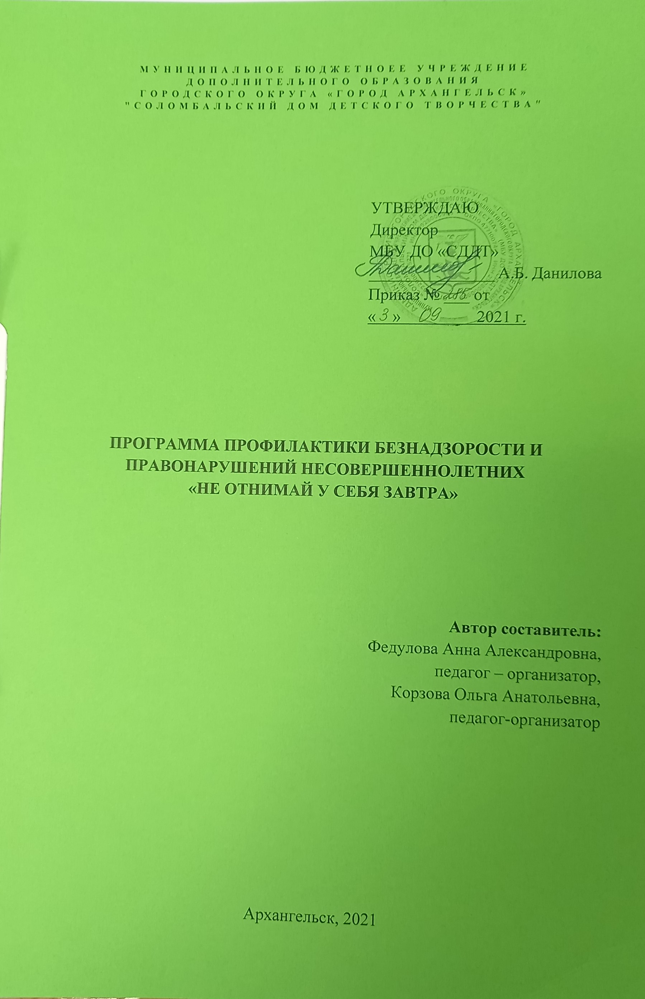 МУНИЦИПАЛЬНОЕ БЮДЖЕТНОЕЕ УЧРЕЖДЕНИЕ
ДОПОЛНИТЕЛЬНОГО ОБРАЗОВАНИЯ
ГОРОДСКОГО ОКРУГА «ГОРОД АРХАНГЕЛЬСК»
"СОЛОМБАЛЬСКИЙ ДОМ ДЕТСКОГО ТВОРЧЕСТВА"
УТВЕРЖДАЮ
Директор
МБУ ДО «СДДТ»
А.Б. Данилова
Приказ № 285 от
« 3 » 09 2021 г.
ПРОГРАММА ПРОФИЛАКТИКИ БЕЗНАДЗОРОСТИ И
ПРАВОНАРУШЕНИЙ НЕСОВЕРШЕННОЛЕТНИХ
«НЕ ОТНИМАЙ У СЕБЯ ЗАВТРА»
Автор составитель:
Федулова Анна Александровна,
педагог – организатор,
Корзова Ольга Анатольевна,
педагог-организатор
Архангельск, 2021